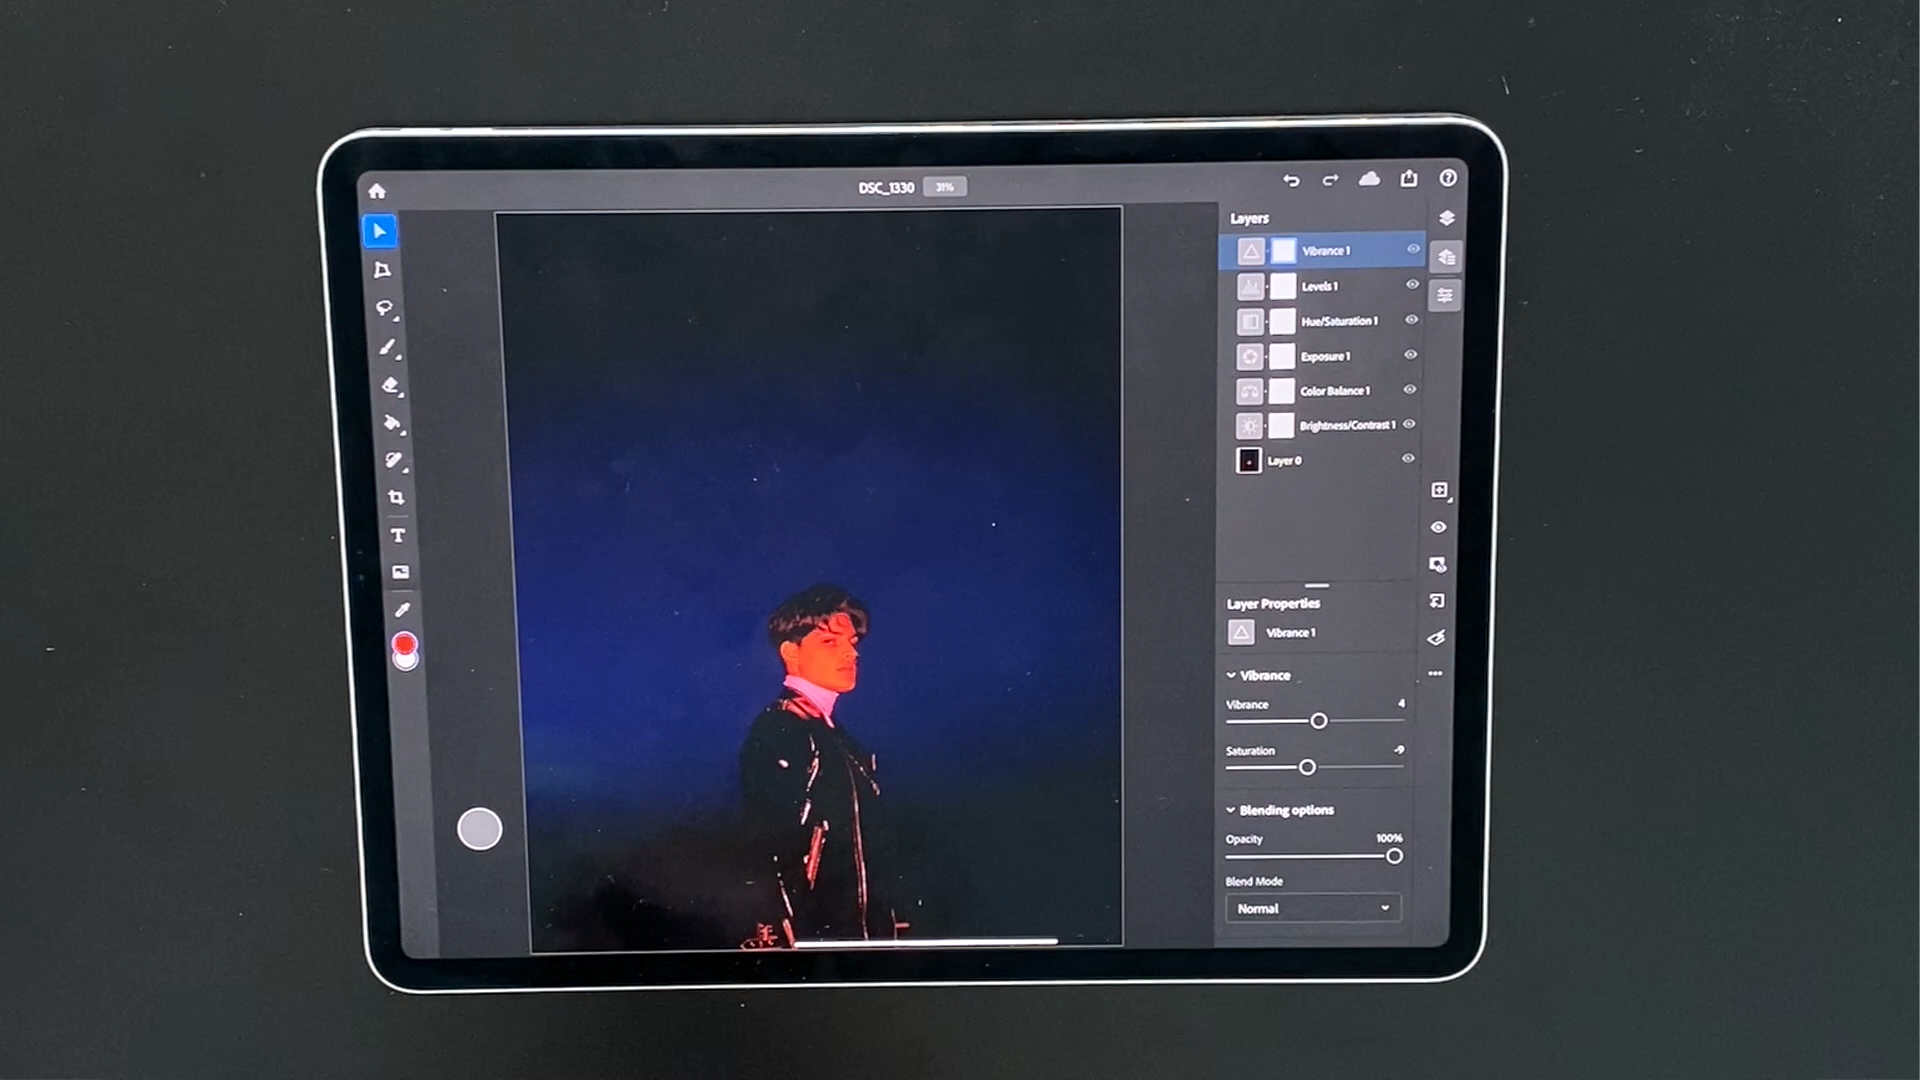 DSC_1330 31%
Layers
Vibrance 1
Levels 1
Hue/Saturation 1
Exposure 1
Color Balance 1
Brightness/Contrast 1
Layer 0
T
Layer Properties
Vibrance 1
Vibrance
Vibrance 4
Saturation -9
Blending options
Opacity 100%
Blend Mode
Normal